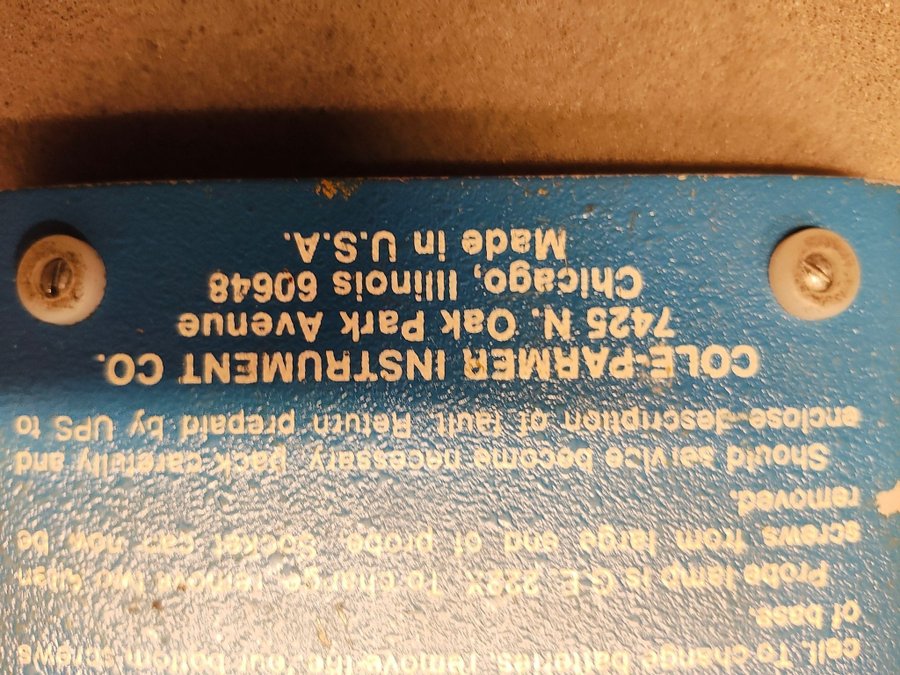 cell. To change batteries, remove the four bottom screws
of base.
Probe lamp is G.E. 222X. To change, remove two 4/36
screws from large end of probe. Socket can now be
removed.
Should service become necessary, pack carefully and
enclose description of fault. Return prepaid by UPS to
COLE-PARMER INSTRUMENT CO.
7425 N. Oak Park Avenue
Chicago, Illinois 60648
Made in U.S.A.